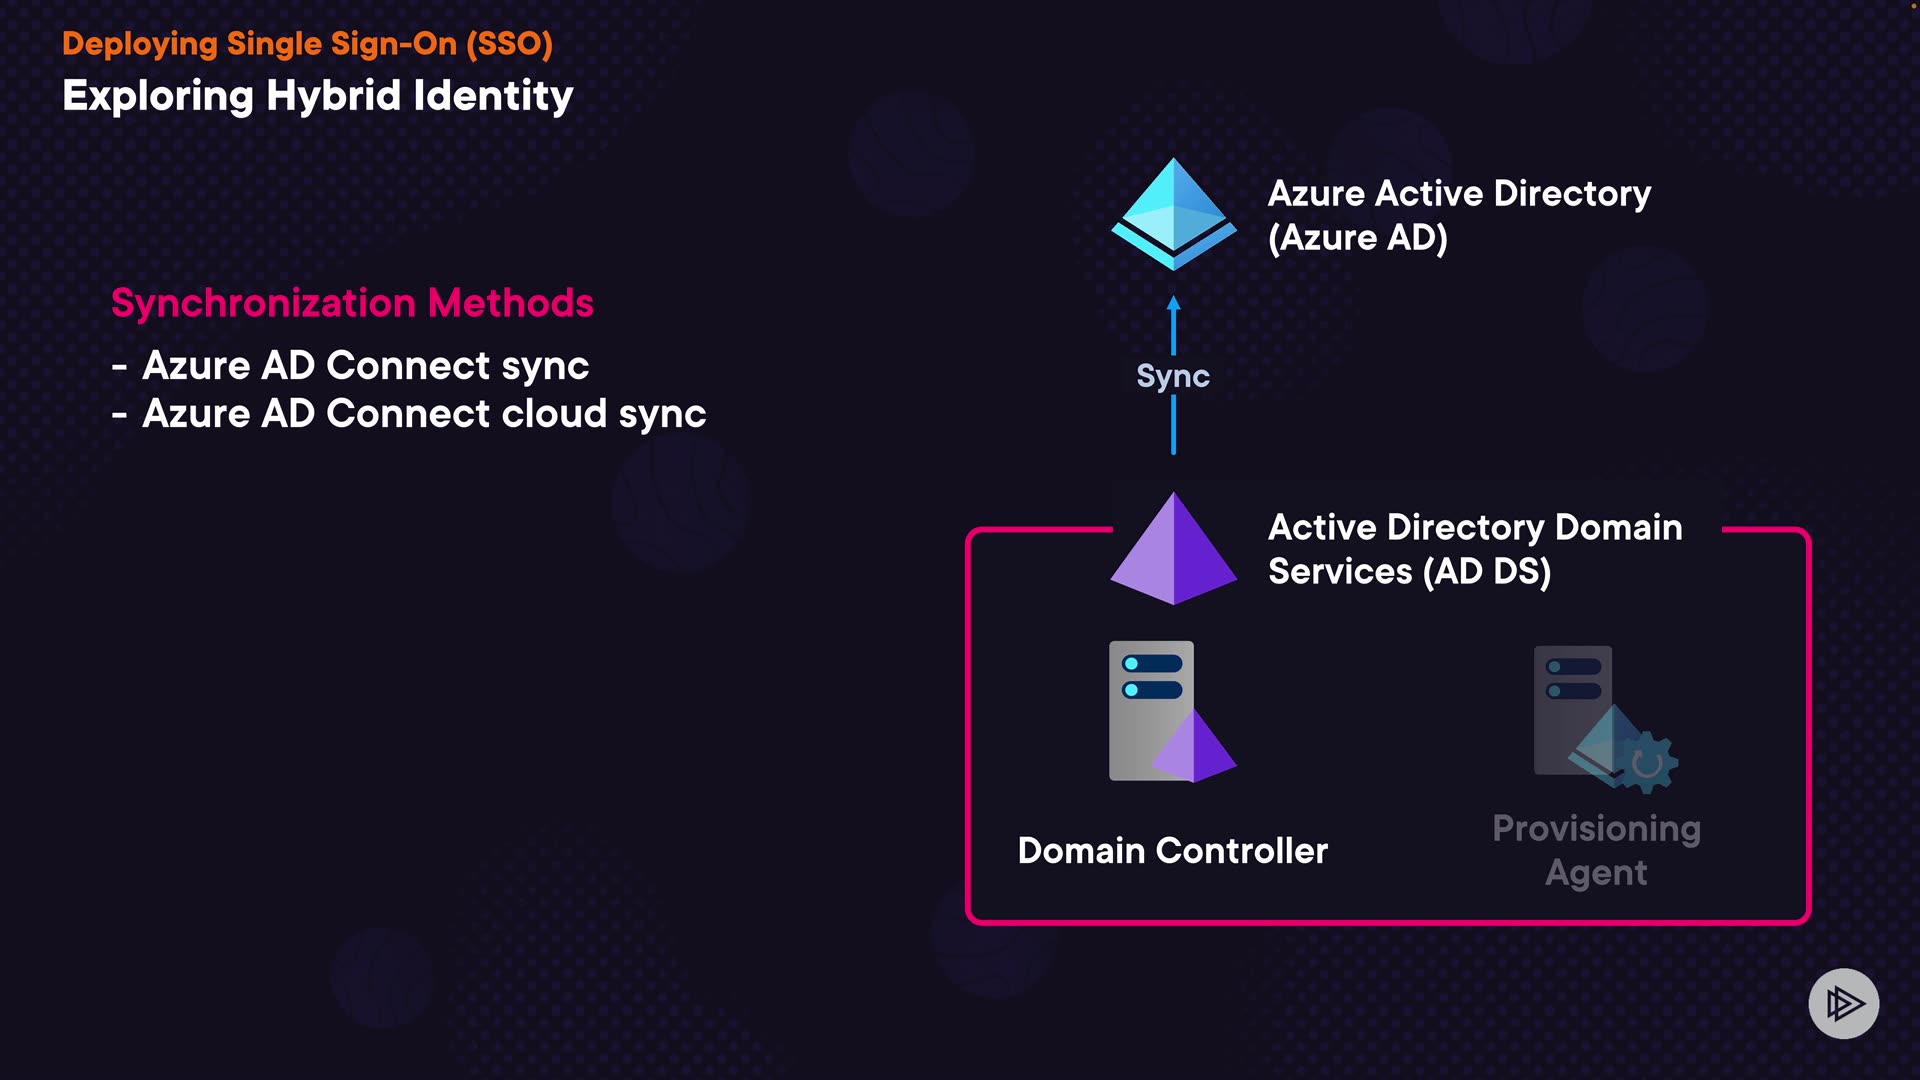 Deploying Single Sign-On (SSO)
Exploring Hybrid Identity
Synchronization Methods
- Azure AD Connect sync
- Azure AD Connect cloud sync
Azure Active Directory
(Azure AD)
Sync
Active Directory Domain
Services (AD DS)
Domain Controller
Provisioning
Agent